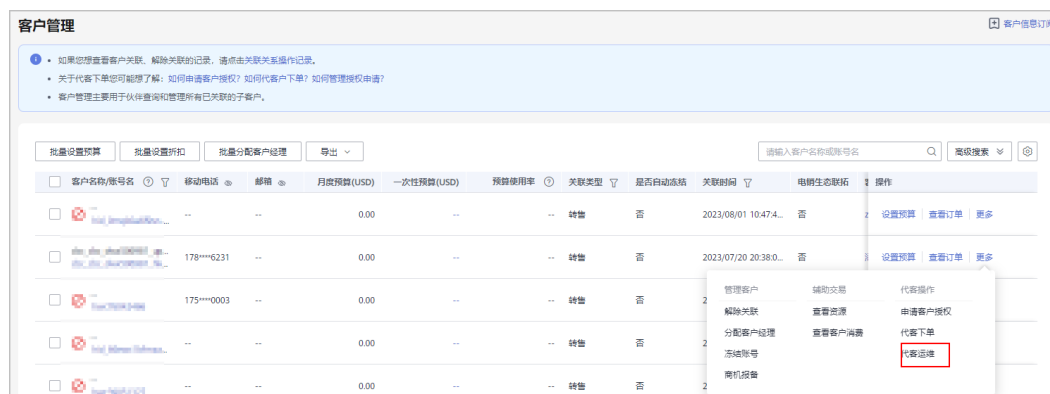 客户管理
客户信息订阅
如果您想查看客户关联、解除关联的记录，请点击关联关系操作记录。
关于代客下单您可能想了解：如何申请客户授权？如何代客户下单？如何管理授权申请？
客户管理主要用于伙伴查询和管理所有已关联的子客户。
批量设置预算 批量设置折扣 批量分配客户经理 导出 请输入客户名称或账号名 高级搜索
客户名称/账号名 移动电话 邮箱 月度预算(USD) 一次性预算(USD) 预算使用率 关联类型 是否自动冻结 关联时间 电销生态联拓 操作
-- -- 0.00 -- -- 转售 否 2023/08/01 10:47:4... 否 设置预算 查看订单 更多
178****6231 -- 0.00 -- -- 转售 否 2023/07/20 20:38:0... 否 设置预算 查看订单 更多
175****0003 -- 0.00 -- -- 转售 否 2
-- -- 0.00 -- -- 转售 否 2
-- -- 0.00 -- -- 转售 否 2
管理客户 辅助交易 代客操作
解除关联 查看资源 申请客户授权
分配客户经理 查看客户消费 代客下单
冻结账号 代客运维
商机报备